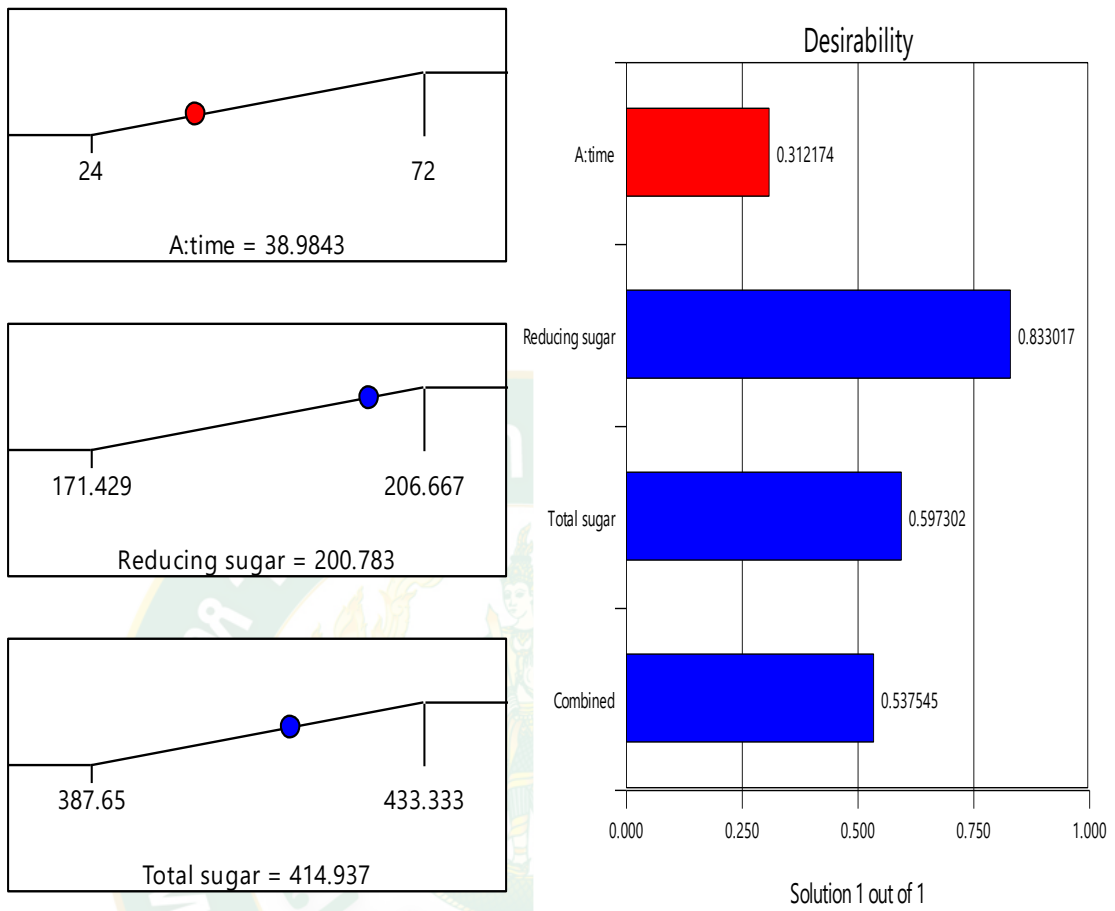 24
72
A:time = 38.9843
171.429
206.667
Reducing sugar = 200.783
387.65
433.333
Total sugar = 414.937
Desirability
A:time
0.312174
Reducing sugar
0.833017
Total sugar
0.597302
Combined
0.537545
0.000 0.250 0.500 0.750 1.000
Solution 1 out of 1